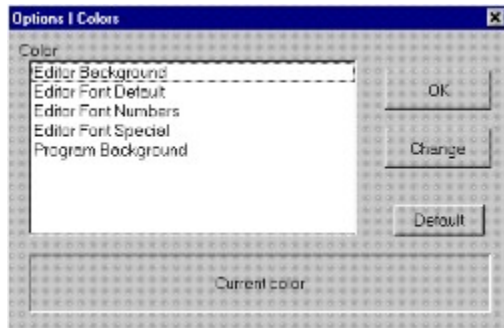 Options | Colors
Color
Editor Background
Editor Font Default
Editor Font Numbers
Editor Font Special
Program Background
OK
Change
Default
Current color